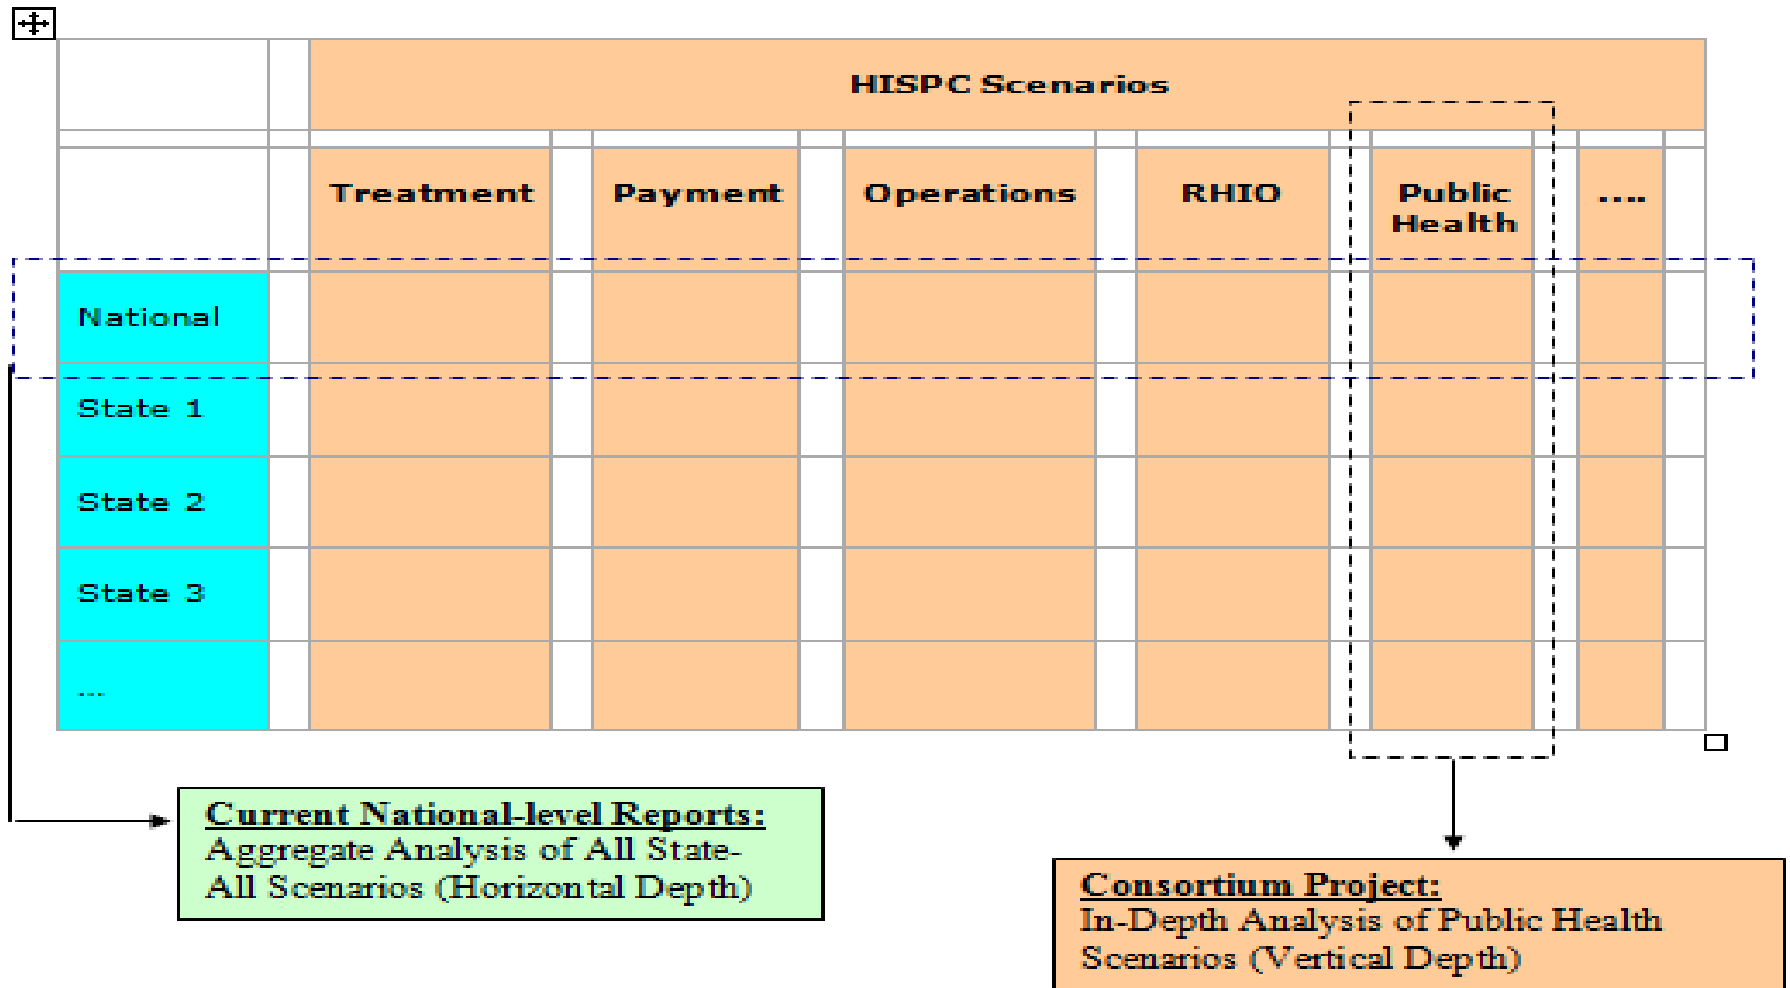 HISPC Scenarios
Treatment Payment Operations RHIO Public Health ....
National
State 1
State 2
State 3
...
Current National-level Reports:
Aggregate Analysis of All State-
All Scenarios (Horizontal Depth)
Consortium Project:
In-Depth Analysis of Public Health
Scenarios (Vertical Depth)